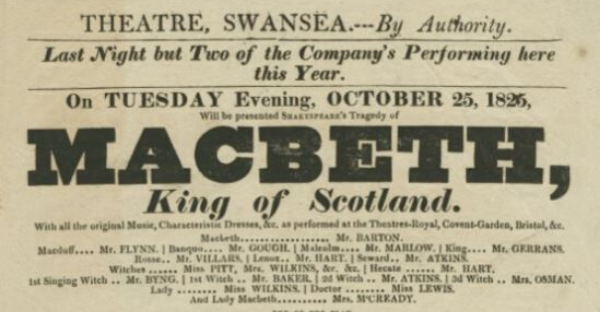 THEATRE, SWANSEA.---By Authority.
Last Night but Two of the Company's Performing here
this Year.
On TUESDAY Evening, OCTOBER 25, 1825,
Will be presented SHAKESPEARE's Tragedy of
MACBETH,
King of Scotland.
With all the original Music, Characteristic Dresses, &c. as performed at the Theatres-Royal, Covent-Garden, Bristol, &c.
Macbeth.................. Mr. BARTON.
Macduff.... Mr. FLYNN. | Banquo.... Mr. GOUGH. | Malcolm.... Mr. MARLOW. | King.... Mr. GERRANS.
Rosse.. Mr. VILLARS. | Lenox.. Mr. HART. | Seward.. Mr. ATKINS.
Witches ...... Miss PITT, Mrs. WILKINS, &c. &c. | Hecate ...... Mr. HART.
1st Singing Witch .. Mr. BYNG. | 1st Witch .. Mr. BAKER. | 2d Witch .. Mr. ATKINS. | 3d Witch .. Mrs. OSMAN.
Lady ........ Miss WILKINS. | Doctor ........ Miss LEWIS.
And Lady Macbeth.......... Mrs. M'CREADY.